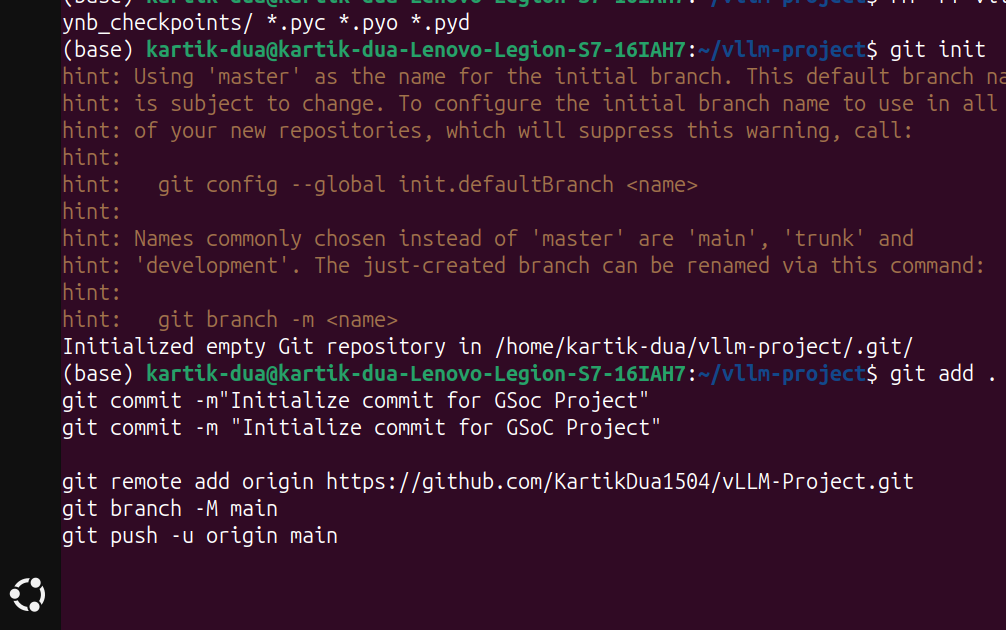 ynb_checkpoints/ *.pyc *.pyo *.pyd
(base) kartik-dua@kartik-dua-Lenovo-Legion-S7-16IAH7:~/vllm-project$ git init
hint: Using 'master' as the name for the initial branch. This default branch na
hint: is subject to change. To configure the initial branch name to use in all
hint: of your new repositories, which will suppress this warning, call:
hint:
hint:   git config --global init.defaultBranch <name>
hint:
hint: Names commonly chosen instead of 'master' are 'main', 'trunk' and
hint: 'development'. The just-created branch can be renamed via this command:
hint:
hint:   git branch -m <name>
Initialized empty Git repository in /home/kartik-dua/vllm-project/.git/
(base) kartik-dua@kartik-dua-Lenovo-Legion-S7-16IAH7:~/vllm-project$ git add .
git commit -m"Initialize commit for GSoc Project"
git commit -m "Initialize commit for GSoC Project"
git remote add origin https://github.com/KartikDua1504/vLLM-Project.git
git branch -M main
git push -u origin main